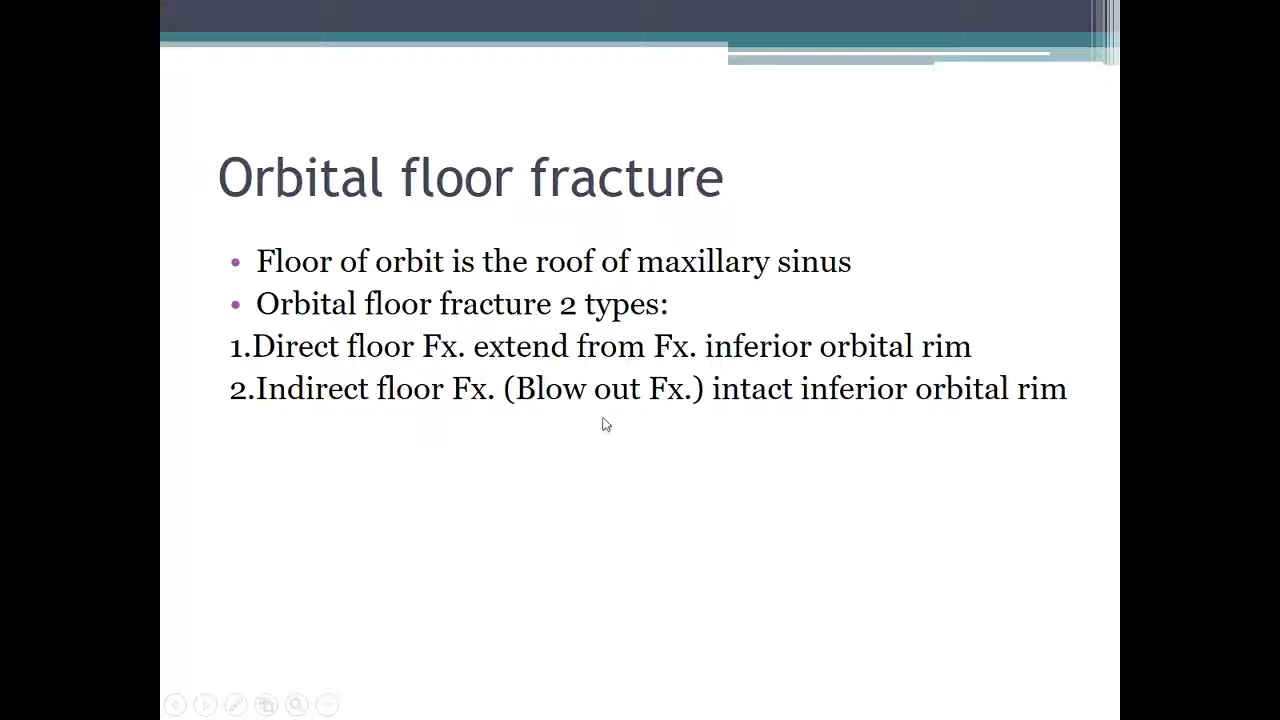 Orbital floor fracture
• Floor of orbit is the roof of maxillary sinus
• Orbital floor fracture 2 types:
1.Direct floor Fx. extend from Fx. inferior orbital rim
2.Indirect floor Fx. (Blow out Fx.) intact inferior orbital rim